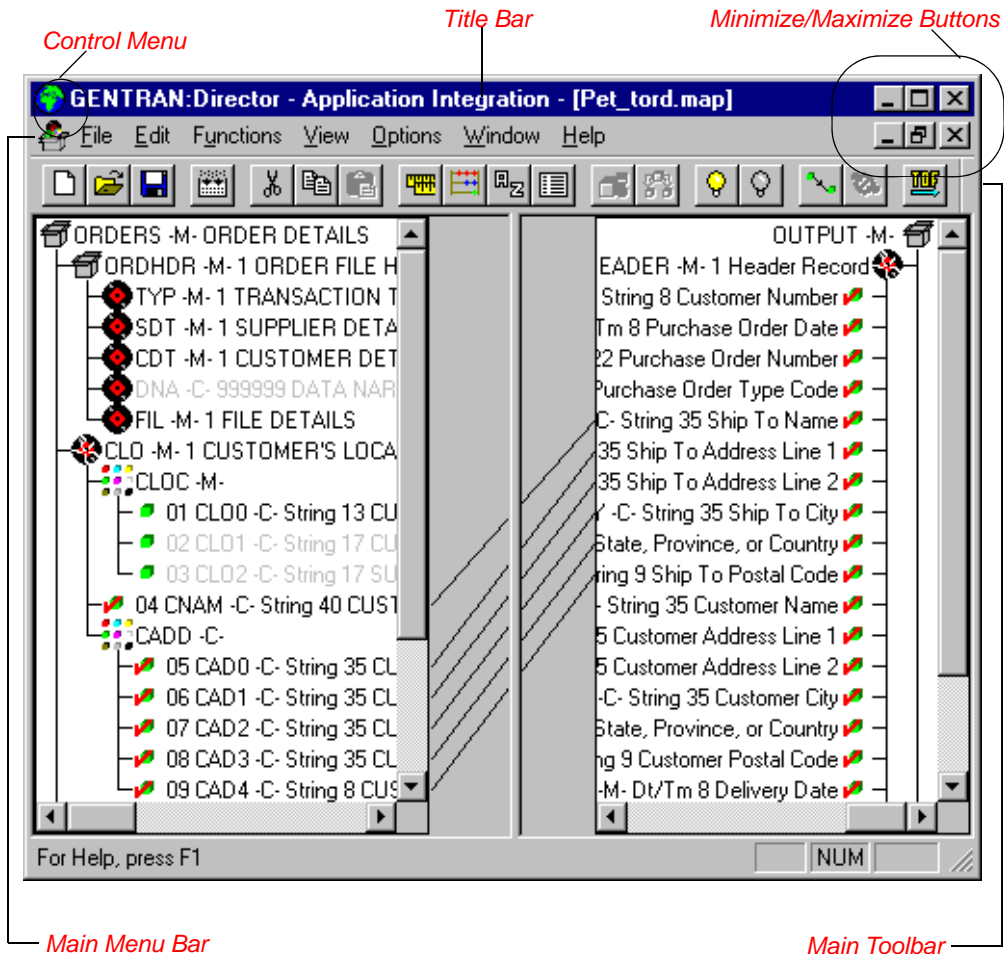 Title Bar
Minimize/Maximize Buttons
Control Menu
GENTRAN:Director - Application Integration - [Pet_tord.map]
File Edit Functions View Options Window Help
ORDERS -M- ORDER DETAILS
ORDHDR -M- 1 ORDER FILE H
TYP -M- 1 TRANSACTION T
SDT -M- 1 SUPPLIER DETA
CDT -M- 1 CUSTOMER DET
DNA -C- 999999 DATA NAR
FIL -M- 1 FILE DETAILS
CLO -M- 1 CUSTOMER'S LOCA
CLOC -M-
01 CLO0 -C- String 13 CU
02 CLO1 -C- String 17 CU
03 CLO2 -C- String 17 SU
04 CNAM -C- String 40 CUST
CADD -C-
05 CAD0 -C- String 35 CU
06 CAD1 -C- String 35 CU
07 CAD2 -C- String 35 CU
08 CAD3 -C- String 35 CU
09 CAD4 -C- String 8 CUS
OUTPUT -M-
EADER -M- 1 Header Record
String 8 Customer Number
Tm 8 Purchase Order Date
22 Purchase Order Number
Purchase Order Type Code
C- String 35 Ship To Name
35 Ship To Address Line 1
35 Ship To Address Line 2
Y -C- String 35 Ship To City
State, Province, or Country
ring 9 Ship To Postal Code
- String 35 Customer Name
5 Customer Address Line 1
5 Customer Address Line 2
-C- String 35 Customer City
State, Province, or Country
ng 9 Customer Postal Code
-M- Dt/Tm 8 Delivery Date
For Help, press F1
NUM
Main Menu Bar
Main Toolbar